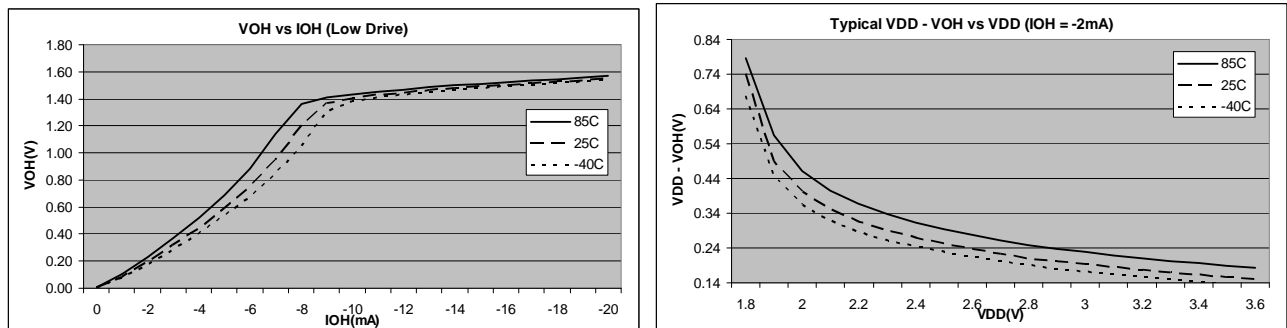 VOH vs IOH (Low Drive)
1.80
1.60
1.40
1.20
1.00
0.80
0.60
0.40
0.20
0.00
VOH(V)
85C
25C
-40C
0 -2 -4 -6 -8 -10 -12 -14 -16 -18 -20
IOH(mA)
Typical VDD - VOH vs VDD (IOH = -2mA)
0.84
0.74
0.64
0.54
0.44
0.34
0.24
0.14
VDD - VOH(V)
85C
25C
-40C
1.8 2 2.2 2.4 2.6 2.8 3 3.2 3.4 3.6
VDD(V)